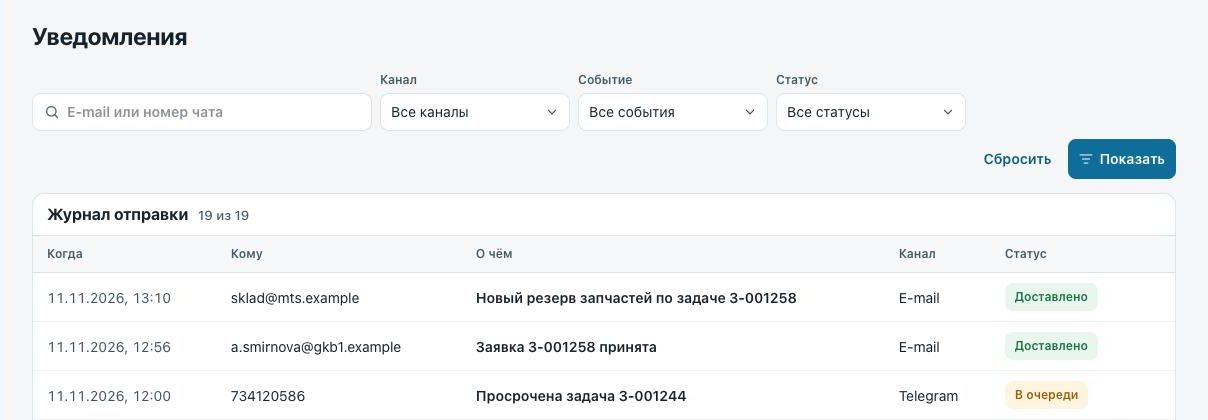 Уведомления
Канал Событие Статус
E-mail или номер чата Все каналы Все события Все статусы
Сбросить Показать
Журнал отправки 19 из 19
Когда Кому О чём Канал Статус
11.11.2026, 13:10 sklad@mts.example Новый резерв запчастей по задаче З-001258 E-mail Доставлено
11.11.2026, 12:56 a.smirnova@gkb1.example Заявка З-001258 принята E-mail Доставлено
11.11.2026, 12:00 734120586 Просрочена задача З-001244 Telegram В очереди